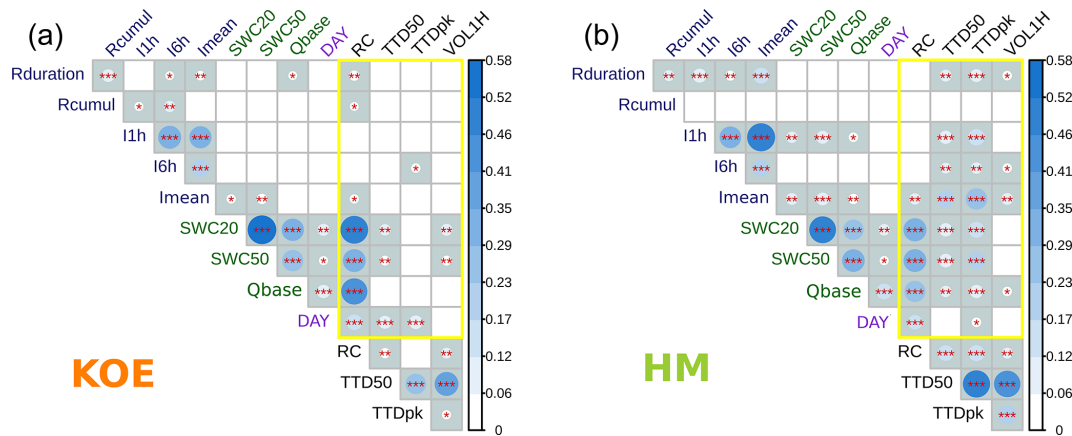 (a)
Rcumul I1h I6h Imean SWC20 SWC50 Qbase DAY RC TTD50 TTDpk VOL1H
Rduration *** * ** * **
Rcumul * ** *
I1h *** ***
I6h *** *
Imean * ** *
SWC20 *** *** ** *** ** **
SWC50 *** * *** ** **
Qbase *** ***
DAY *** *** ***
RC ** **
TTD50 *** ***
TTDpk *
KOE
0.58
0.52
0.46
0.41
0.35
0.29
0.23
0.17
0.12
0.06
0
(b)
Rcumul I1h I6h Imean SWC20 SWC50 Qbase DAY RC TTD50 TTDpk VOL1H
Rduration ** *** ** *** ** *** *
Rcumul
I1h *** *** ** *** * *** ***
I6h *** ** ** *
Imean ** *** ** ** *** *** **
SWC20 *** *** ** *** *** ***
SWC50 *** * *** *** ***
Qbase *** *** ** *** *
DAY *** *
RC *** *** **
TTD50 *** ***
TTDpk ***
HM
0.58
0.52
0.46
0.41
0.35
0.29
0.23
0.17
0.12
0.06
0